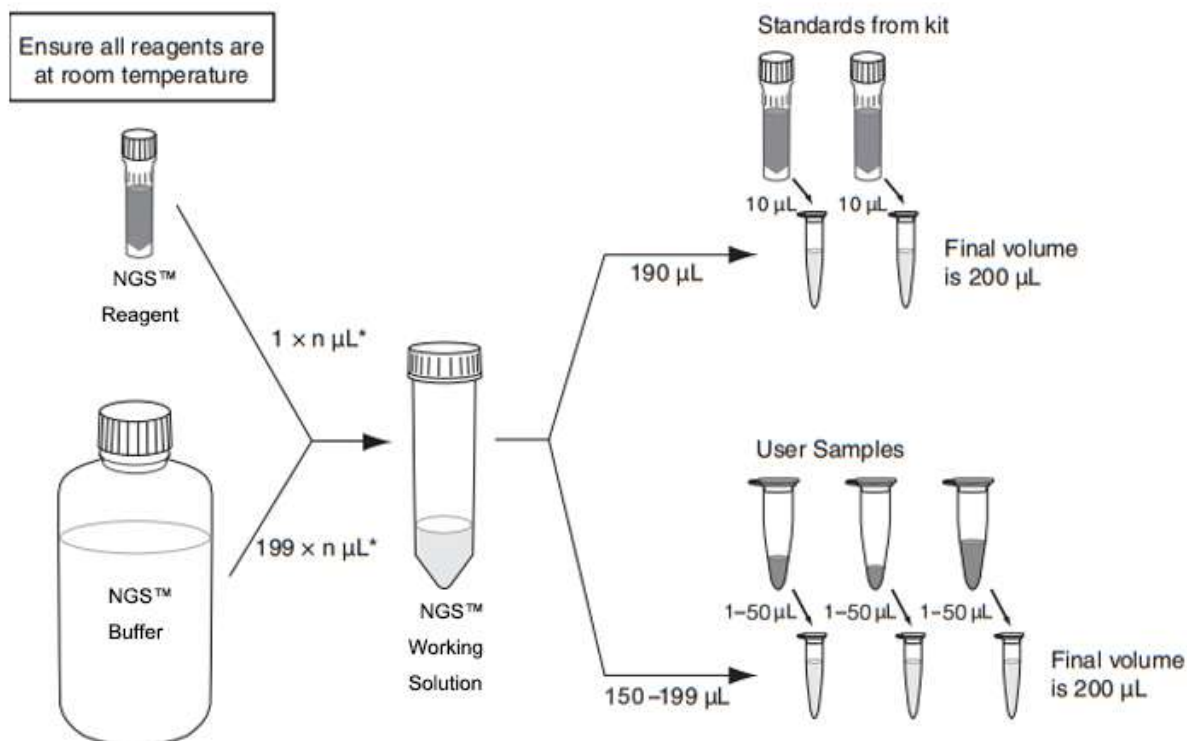 Ensure all reagents are
at room temperature
NGS™
Reagent
1 × n µL*
199 × n µL*
NGS™
Buffer
NGS™
Working
Solution
Standards from kit
10 µL
10 µL
190 µL
Final volume
is 200 µL
User Samples
1–50 µL
1–50 µL
1–50 µL
150–199 µL
Final volume
is 200 µL